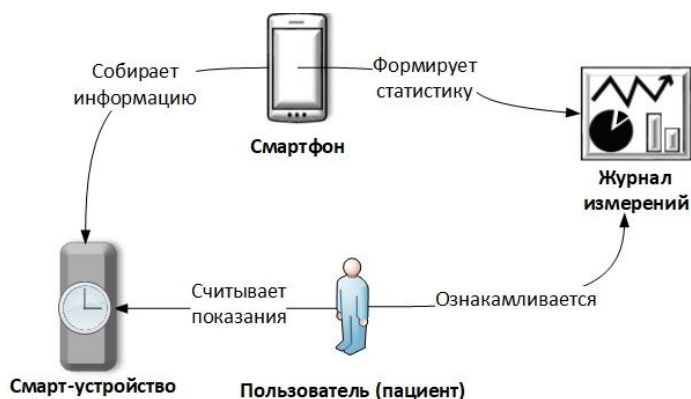 Собирает
информацию
Формирует
статистику
Смартфон
Журнал
измерений
Считывает
показания
Ознакамливается
Смарт-устройство
Пользователь (пациент)